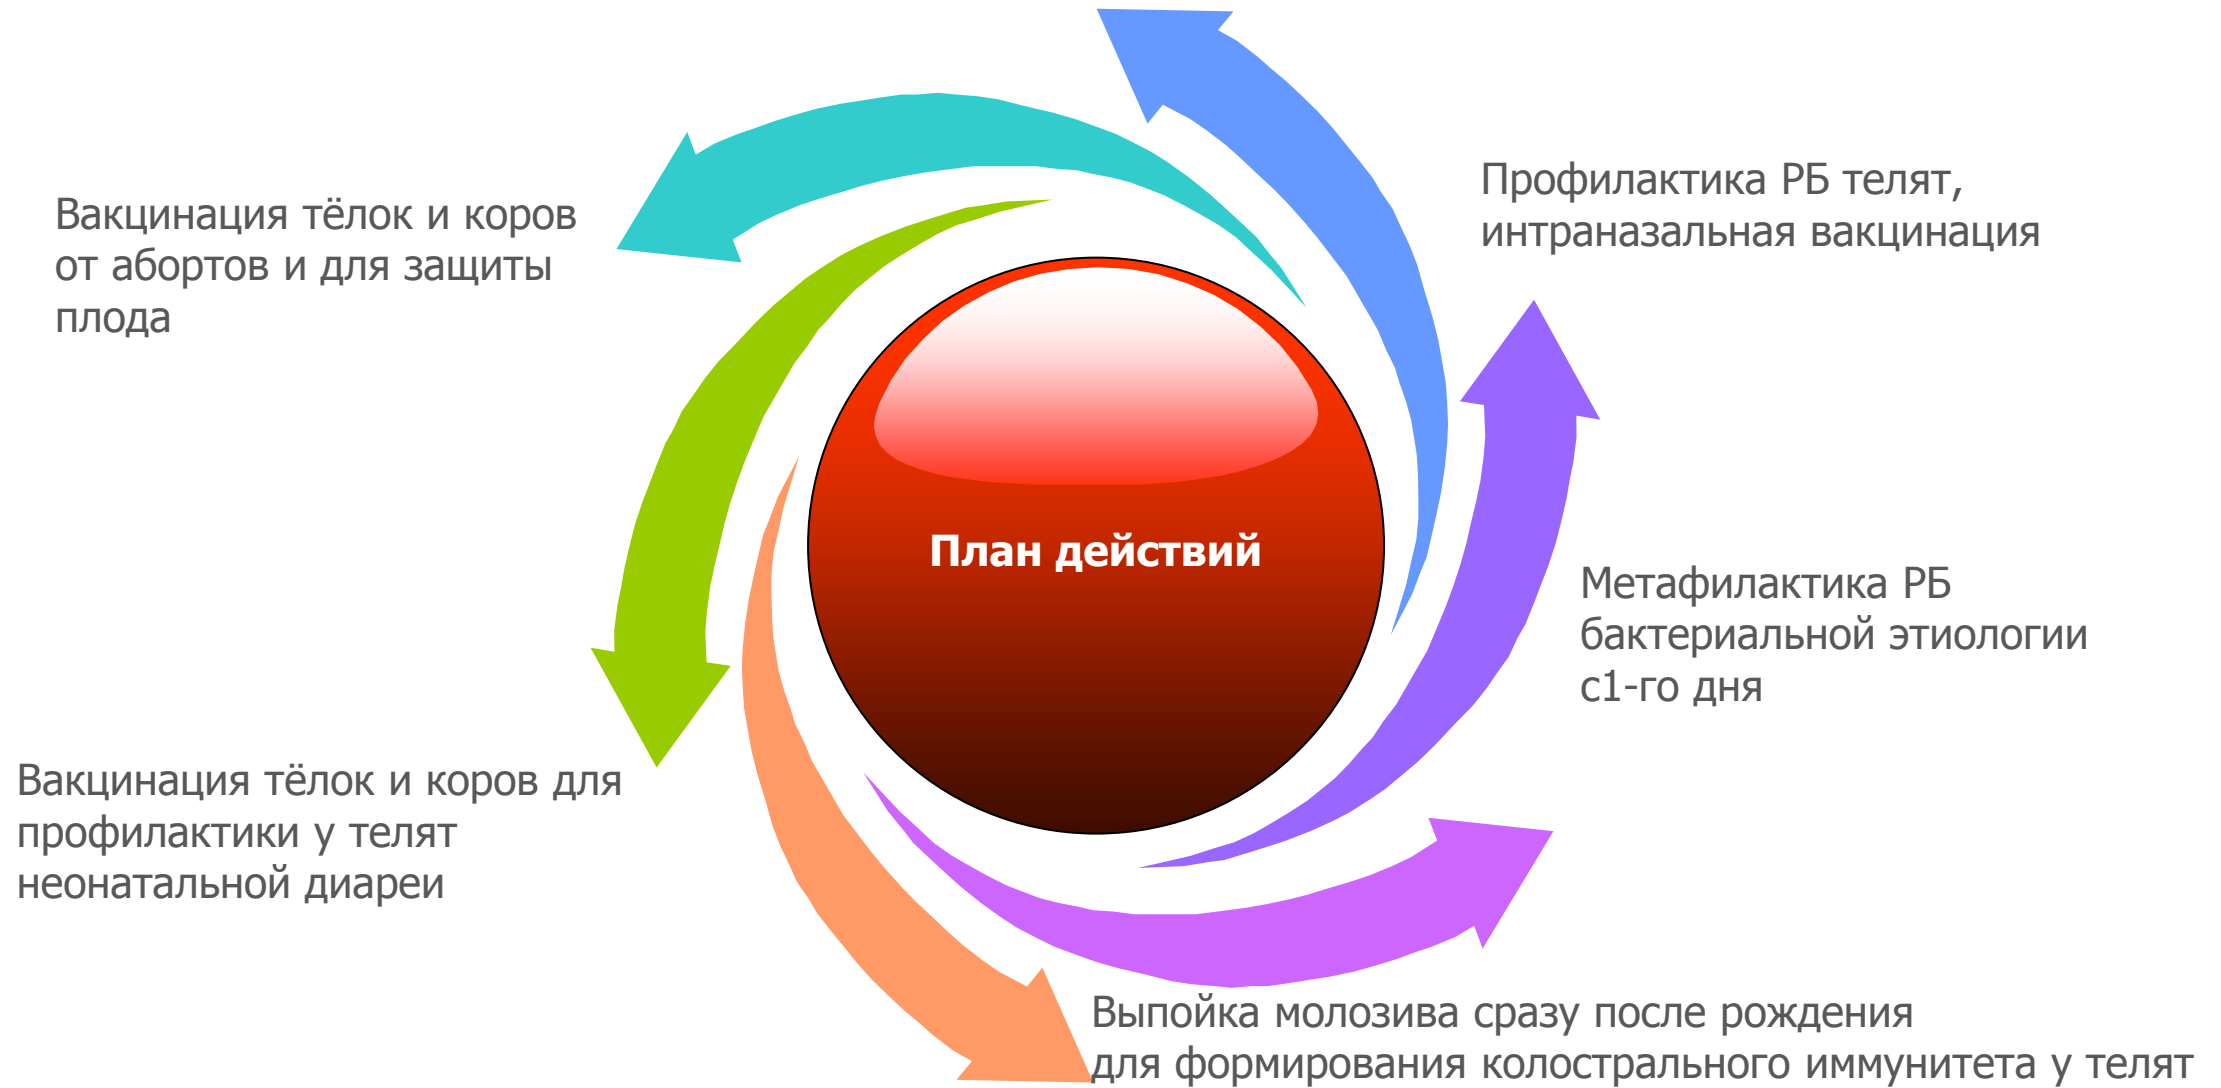 Вакцинация тёлок и коров
от абортов и для защиты
плода
Профилактика РБ телят,
интраназальная вакцинация
План действий
Метафилактика РБ
бактериальной этиологии
с1-го дня
Вакцинация тёлок и коров для
профилактики у телят
неонатальной диареи
Выпойка молозива сразу после рождения
для формирования колострального иммунитета у телят